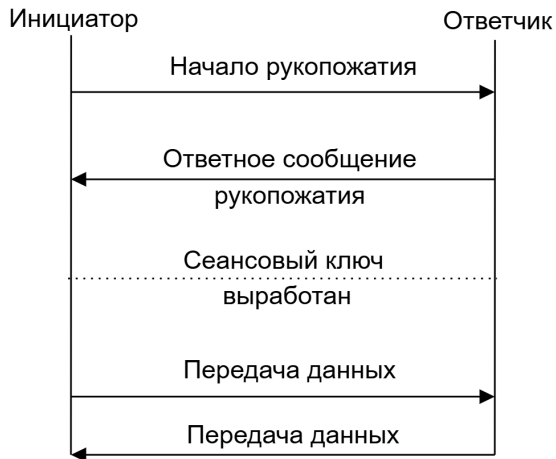 Инициатор
Ответчик
Начало рукопожатия
Ответное сообщение
рукопожатия
Сеансовый ключ
выработан
Передача данных
Передача данных